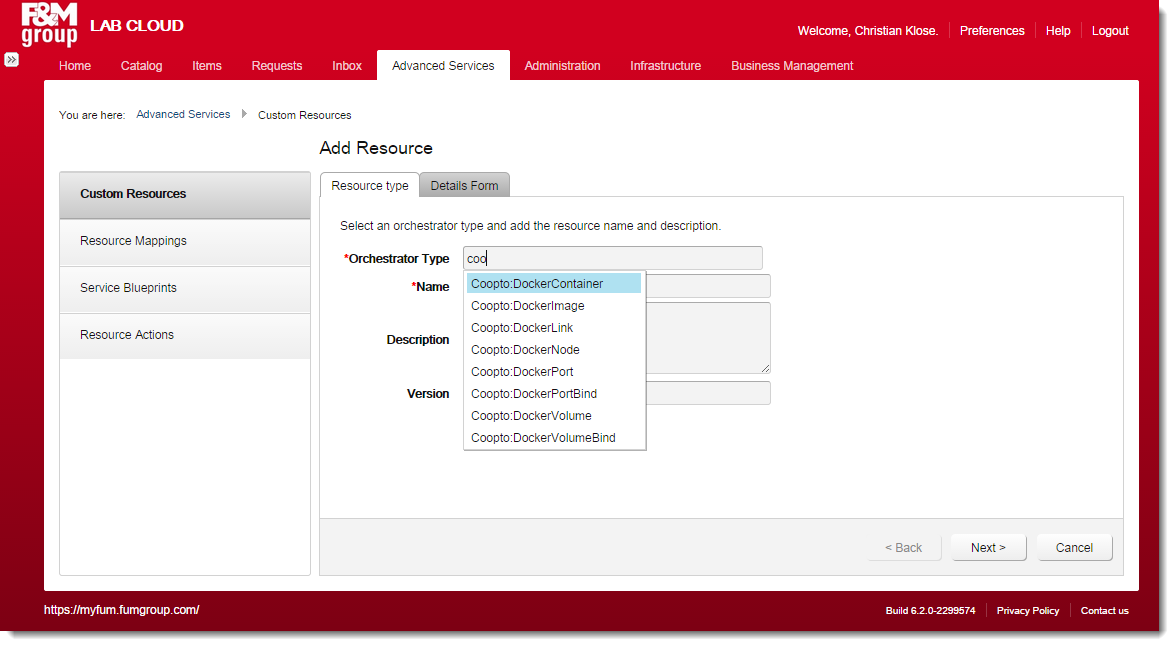 F&M
group
LAB CLOUD
Welcome, Christian Klose. Preferences Help Logout
Home Catalog Items Requests Inbox Advanced Services Administration Infrastructure Business Management
You are here: Advanced Services Custom Resources
Add Resource
Custom Resources
Resource Mappings
Service Blueprints
Resource Actions
Resource type Details Form
Select an orchestrator type and add the resource name and description.
*Orchestrator Type coo
*Name
Description
Version
Coopto:DockerContainer
Coopto:DockerImage
Coopto:DockerLink
Coopto:DockerNode
Coopto:DockerPort
Coopto:DockerPortBind
Coopto:DockerVolume
Coopto:DockerVolumeBind
< Back Next > Cancel
https://myfum.fumgroup.com/ Build 6.2.0-2299574 Privacy Policy Contact us